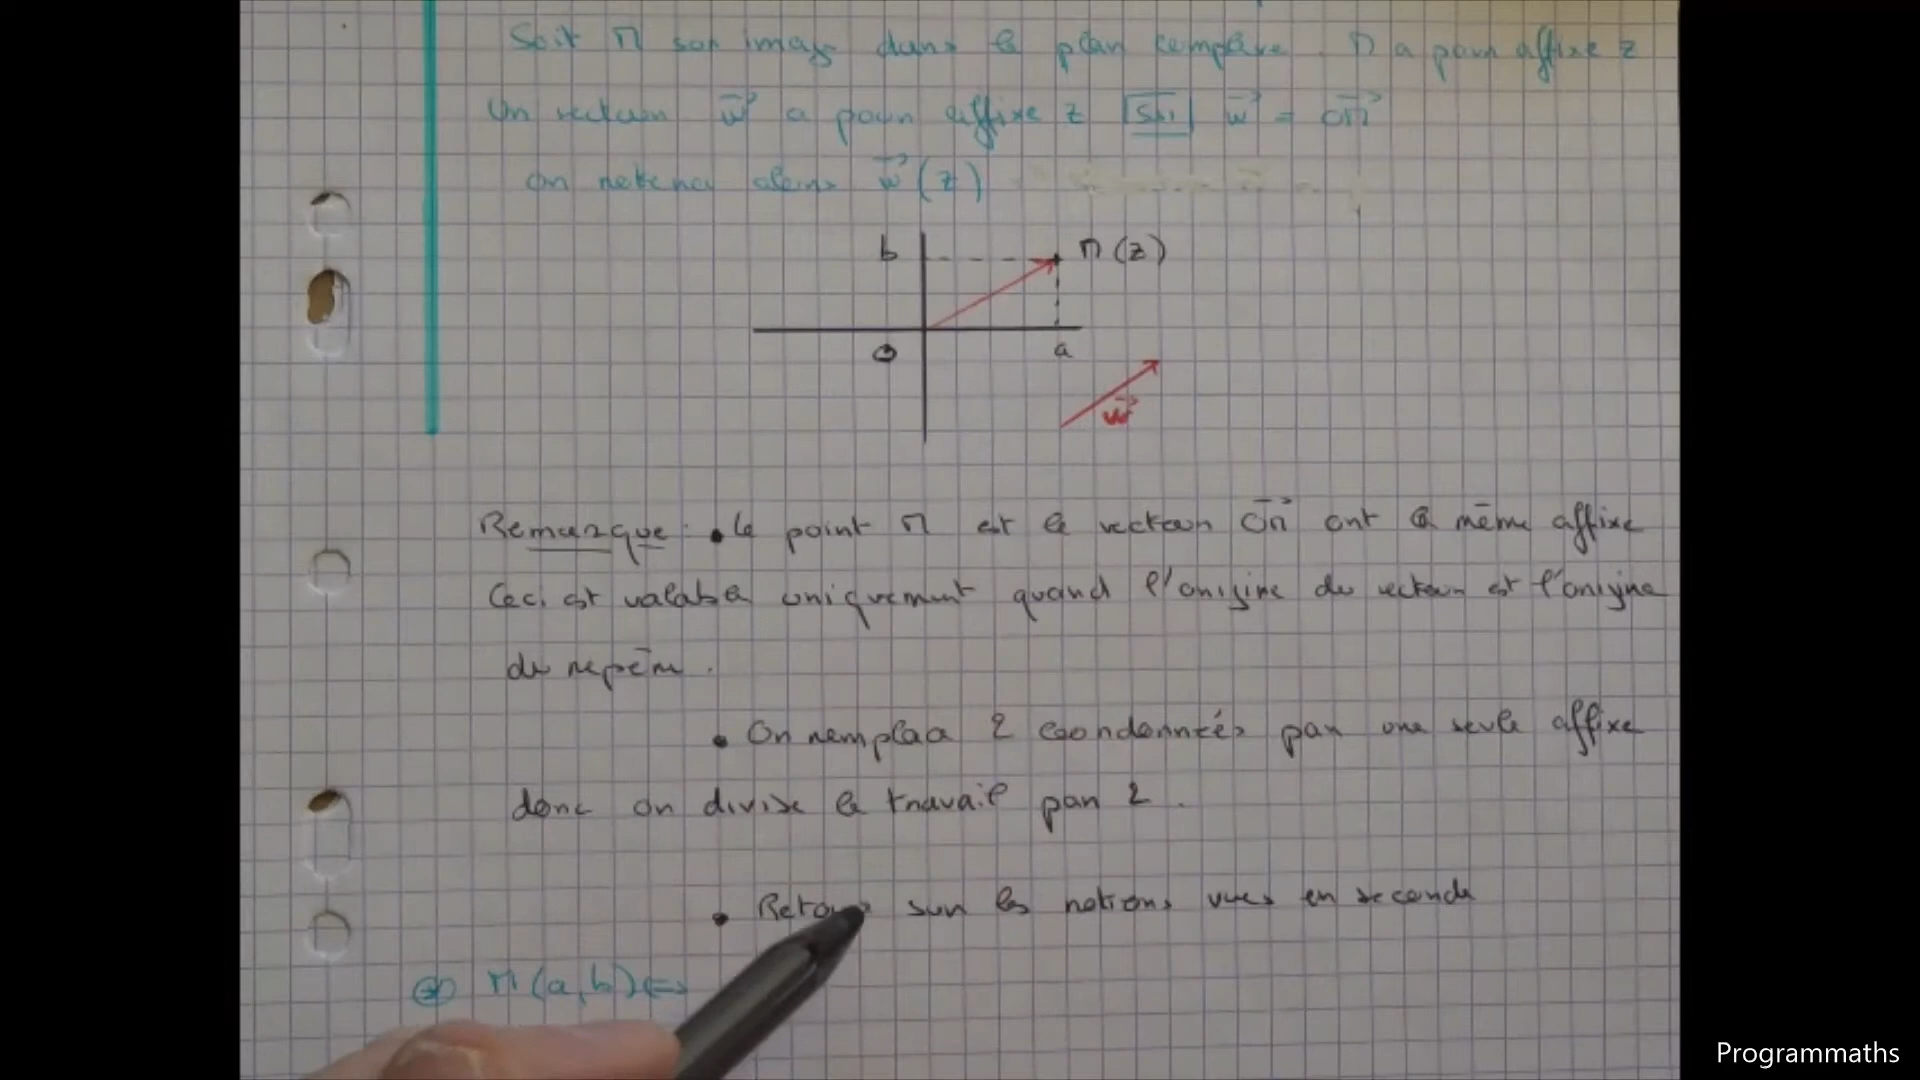 Soit M son image dans le plan complexe. M a pour affixe z
Un vecteur w⃗ a pour affixe z ssi w⃗ = OM⃗
On notera alors w⃗ (z)
b
M (z)
O
a
w⃗
Remarque : • Le point M et le vecteur OM⃗ ont la même affixe
Ceci est valable uniquement quand l'origine du vecteur est l'origine
du repère.
• On remplace 2 coordonnées par une seule affixe
donc on divise le travail par 2.
• Retour sur les notions vues en seconde
M (a, b) ⇔
Programmaths